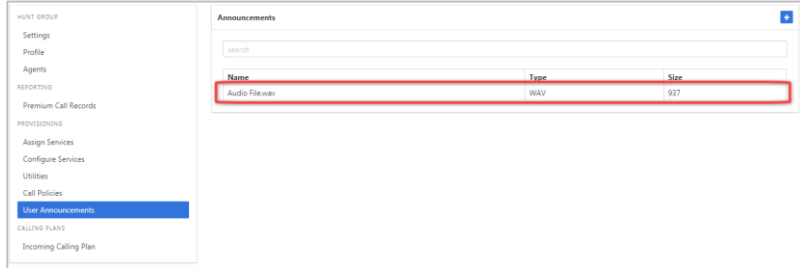 HUNT GROUP
Settings
Profile
Agents
REPORTING
Premium Call Records
PROVISIONING
Assign Services
Configure Services
Utilities
Call Policies
User Announcements
CALLING PLANS
Incoming Calling Plan
Announcements
+
search
Name Type Size
Audio File.wav WAV 937